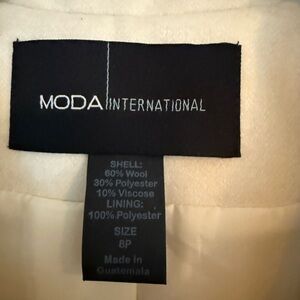 MODA INTERNATIONAL
SHELL:
60% Wool
30% Polyester
10% Viscose
LINING:
100% Polyester
SIZE
8P
Made in
Guatemala